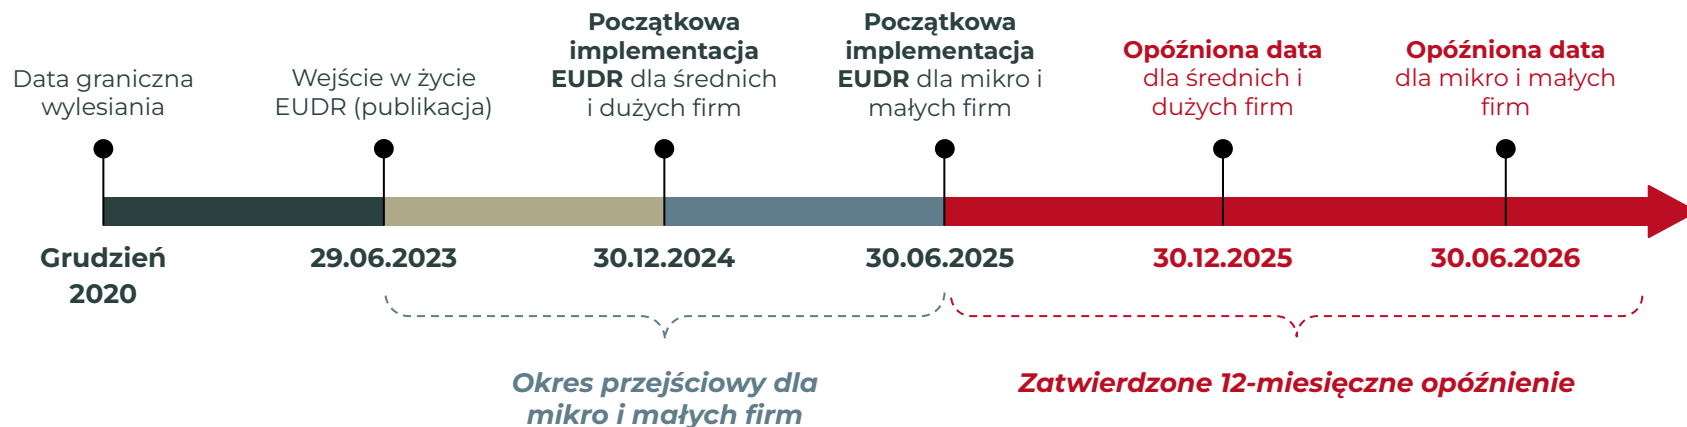 Data graniczna
wylesiania
Wejście w życie
EUDR (publikacja)
Początkowa
implementacja
EUDR dla średnich
i dużych firm
Początkowa
implementacja
EUDR dla mikro i
małych firm
Opóźniona data
dla średnich i
dużych firm
Opóźniona data
dla mikro i małych
firm
Grudzień
2020
29.06.2023
30.12.2024
30.06.2025
30.12.2025
30.06.2026
Okres przejściowy dla
mikro i małych firm
Zatwierdzone 12-miesięczne opóźnienie